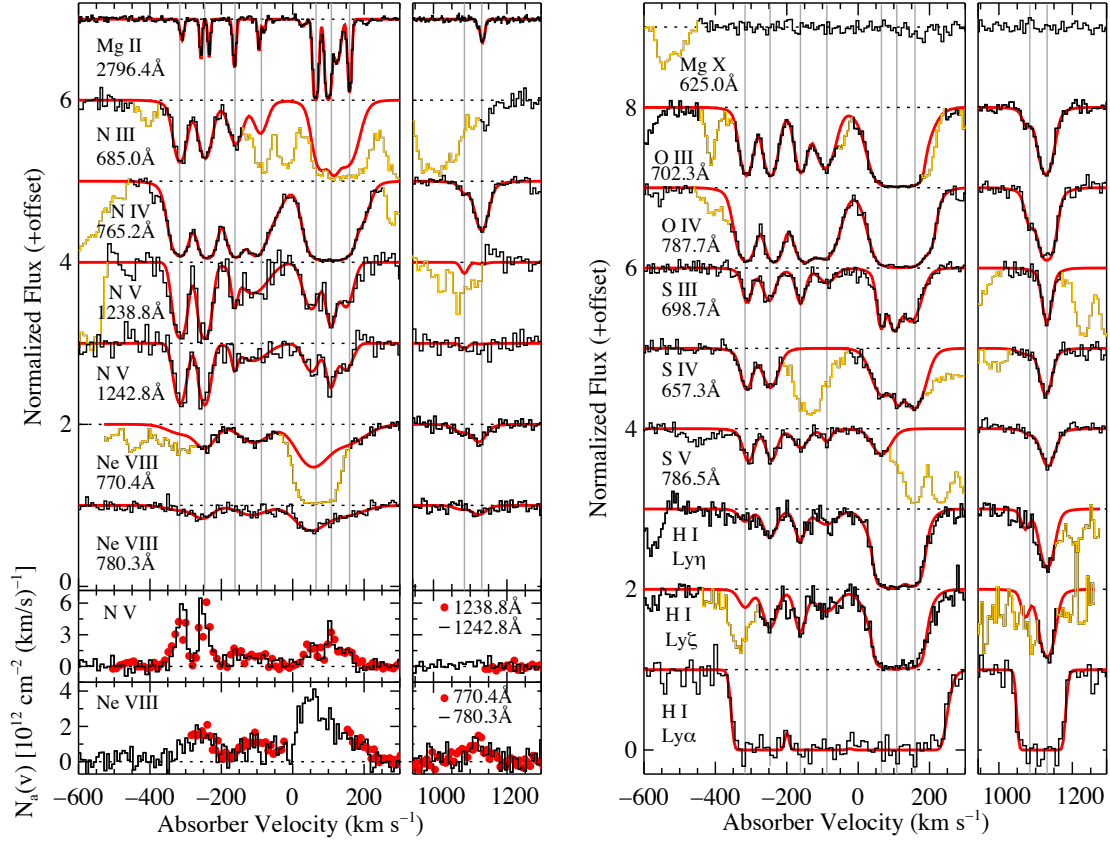 Normalized Flux (+offset)
Mg II
2796.4Å
6
N III
685.0Å
N IV
765.2Å
4
N V
1238.8Å
N V
1242.8Å
2
Ne VIII
770.4Å
Ne VIII
780.3Å
0
N_a(v) [10^12 cm^-2 (km/s)^-1]
6
4
2
0
N V
1238.8Å
1242.8Å
4
2
0
Ne VIII
770.4Å
780.3Å
−600 −400 −200 0 200 1000 1200
Absorber Velocity (km s^-1)
Normalized Flux (+offset)
Mg X
625.0Å
8
O III
702.3Å
O IV
787.7Å
6
S III
698.7Å
S IV
657.3Å
4
S V
786.5Å
H I
Lyη
2
H I
Lyζ
H I
Lyα
0
−600 −400 −200 0 200 1000 1200
Absorber Velocity (km s^-1)